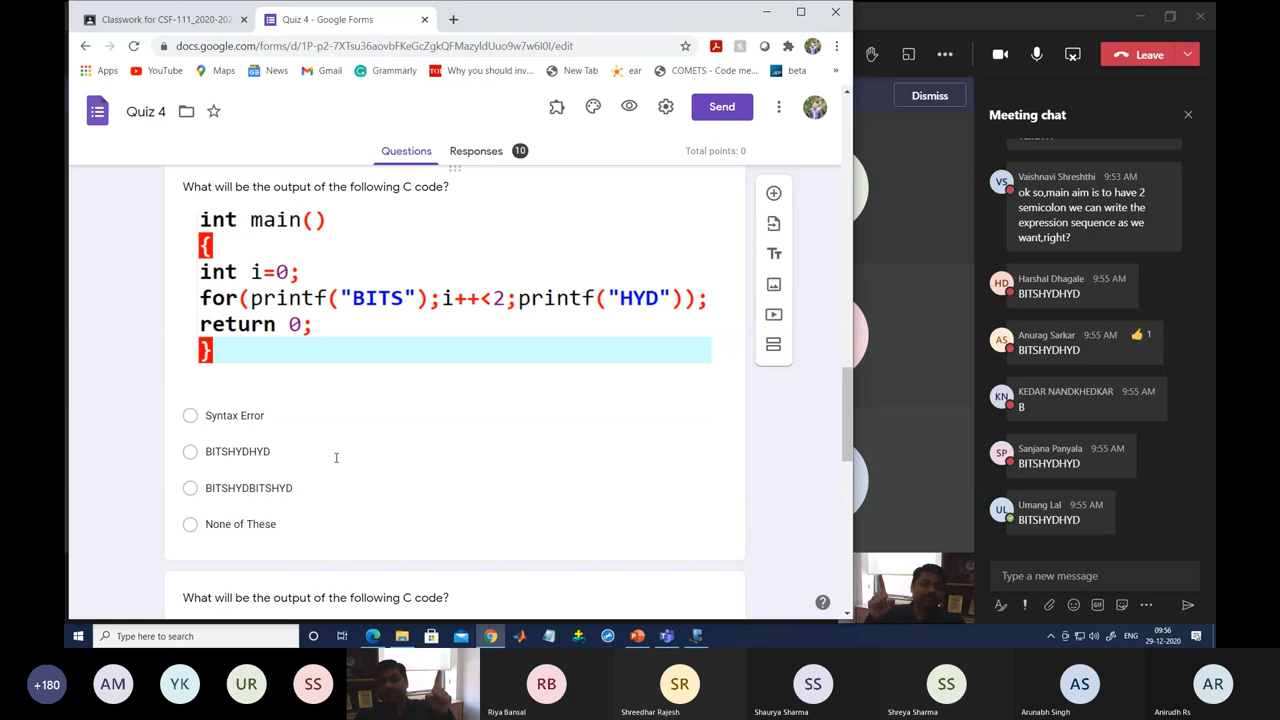 Classwork for CSF-111_2020-202
Quiz 4 - Google Forms
docs.google.com/forms/d/1P-p2-7XTsu36aovbFKeGcZgkQFMazyldUuo9w7w6I0I/edit
Apps
YouTube
Maps
News
Gmail
Grammarly
Why you should inv...
New Tab
ear
COMETS - Code me...
beta
»
Leave
Quiz 4
Send
Dismiss
Meeting chat
Questions
Responses
10
Total points: 0
What will be the output of the following C code?
int main()
{
int i=0;
for(printf("BITS");i++<2;printf("HYD"));
return 0;
}
Syntax Error
BITSHYDHYD
BITSHYDBITSHYD
None of These
What will be the output of the following C code?
VS
Vaishnavi Shreshthi
9:53 AM
ok so,main aim is to have 2
semicolon we can write the
expression sequence as we
want,right?
HD
Harshal Dhagale
9:55 AM
BITSHYDHYD
AS
Anurag Sarkar
9:55 AM
1
BITSHYDHYD
KN
KEDAR NANDKHEDKAR
9:55 AM
B
SP
Sanjana Panyala
9:55 AM
BITSHYDHYD
UL
Umang Lal
9:55 AM
BITSHYDHYD
Type a new message
GIF
Type here to search
ENG
09:56
29-12-2020
+180
AM
YK
UR
SS
RB
Riya Bansal
SR
Shreedhar Rajesh
SS
Shaurya Sharma
SS
Shreya Sharma
AS
Arunabh Singh
AR
Anirudh Rs